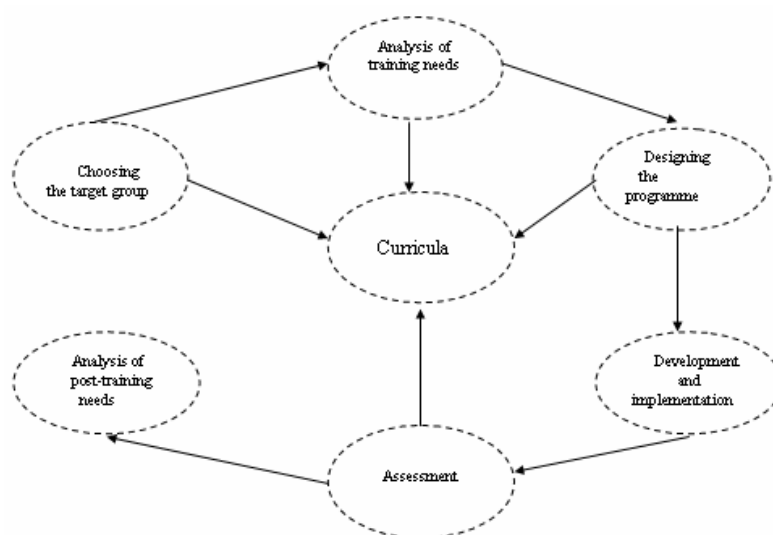 Analysis of
training needs
Choosing
the target group
Designing
the
programme
Curricula
Analysis of
post-training
needs
Development
and
implementation
Assessment